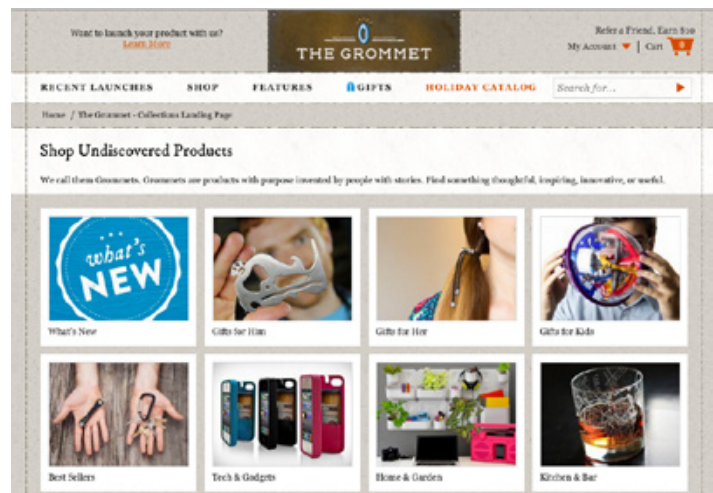 Want to launch your product with us?
Learn More
THE GROMMET
Refer a Friend, Earn $10
My Account | Cart 0
RECENT LAUNCHES SHOP FEATURES GIFTS HOLIDAY CATALOG Search for...
Home / The Grommet - Collections Landing Page
Shop Undiscovered Products
We call them Grommets. Grommets are products with purpose invented by people with stories. Find something thoughtful, inspiring, innovative, or useful.
what's
NEW
What's New Gifts for Him Gifts for Her Gifts for Kids
Best Sellers Tech & Gadgets Home & Garden Kitchen & Bar